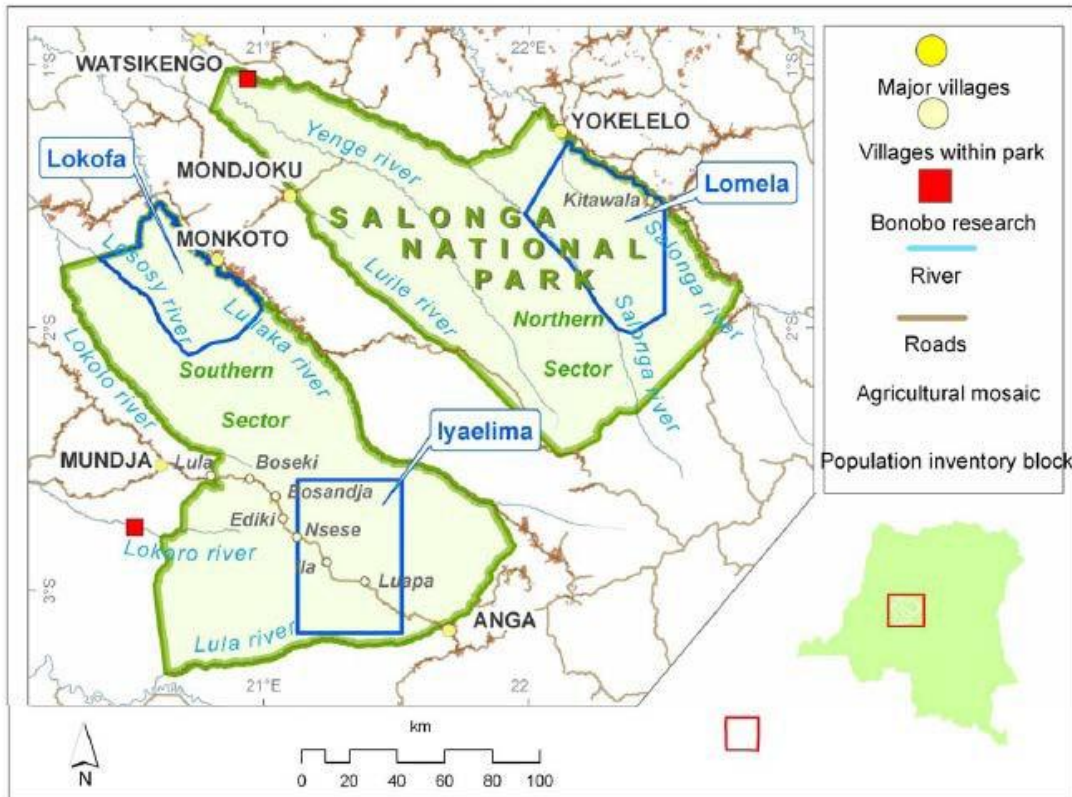 21°E
22°E
1°S
1°S
WATSIKENGO
YOKELELO
Yenge river
Lokofa
MONDJOKU
Lomela
Kitawala
SALONGA
NATIONAL
PARK
MONKOTO
Lososy river
Luilaka river
Luile river
Salonga river
Salonga river
Northern
Sector
2°S
2°S
Lokolo river
Southern
Sector
Iyaelima
MUNDJA
Lula
Boseki
Bosandja
Ediki
Nsese
Ila
Luapa
Lokoro river
3°S
Lula river
ANGA
21°E
22
Major villages
Villages within park
Bonobo research
River
Roads
Agricultural mosaic
Population inventory block
N
km
0 20 40 60 80 100